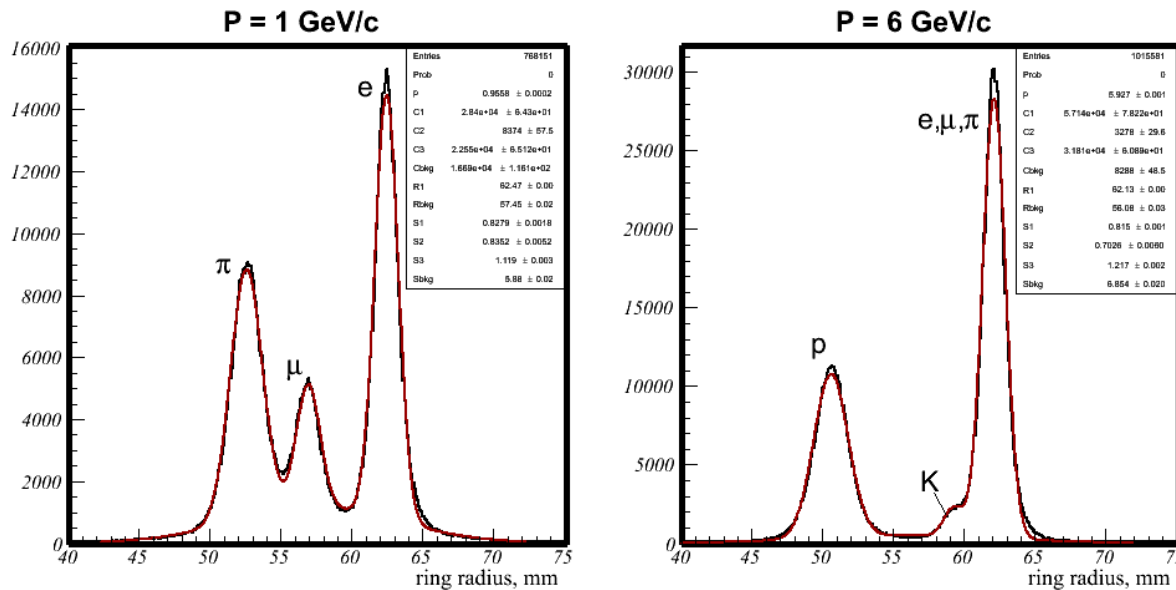 P = 1 GeV/c
16000
14000
12000
10000
8000
6000
4000
2000
0
40 45 50 55 60 65 70 75
ring radius, mm
π
μ
e
Entries 768151
Prob 0
p 0.9558 ± 0.0002
C1 2.84e+04 ± 6.43e+01
C2 8374 ± 57.5
C3 2.255e+04 ± 6.512e+01
Cbkg 1.669e+04 ± 1.161e+02
R1 62.47 ± 0.00
Rbkg 57.45 ± 0.02
S1 0.8279 ± 0.0018
S2 0.8352 ± 0.0052
S3 1.119 ± 0.003
Sbkg 5.88 ± 0.02
P = 6 GeV/c
30000
25000
20000
15000
10000
5000
0
40 45 50 55 60 65 70 75
ring radius, mm
p
K
e,μ,π
Entries 1015581
Prob 0
p 5.927 ± 0.001
C1 5.714e+04 ± 7.822e+01
C2 3278 ± 29.6
C3 3.181e+04 ± 6.089e+01
Cbkg 8288 ± 48.5
R1 62.13 ± 0.00
Rbkg 56.08 ± 0.03
S1 0.815 ± 0.001
S2 0.7026 ± 0.0060
S3 1.217 ± 0.002
Sbkg 6.854 ± 0.020